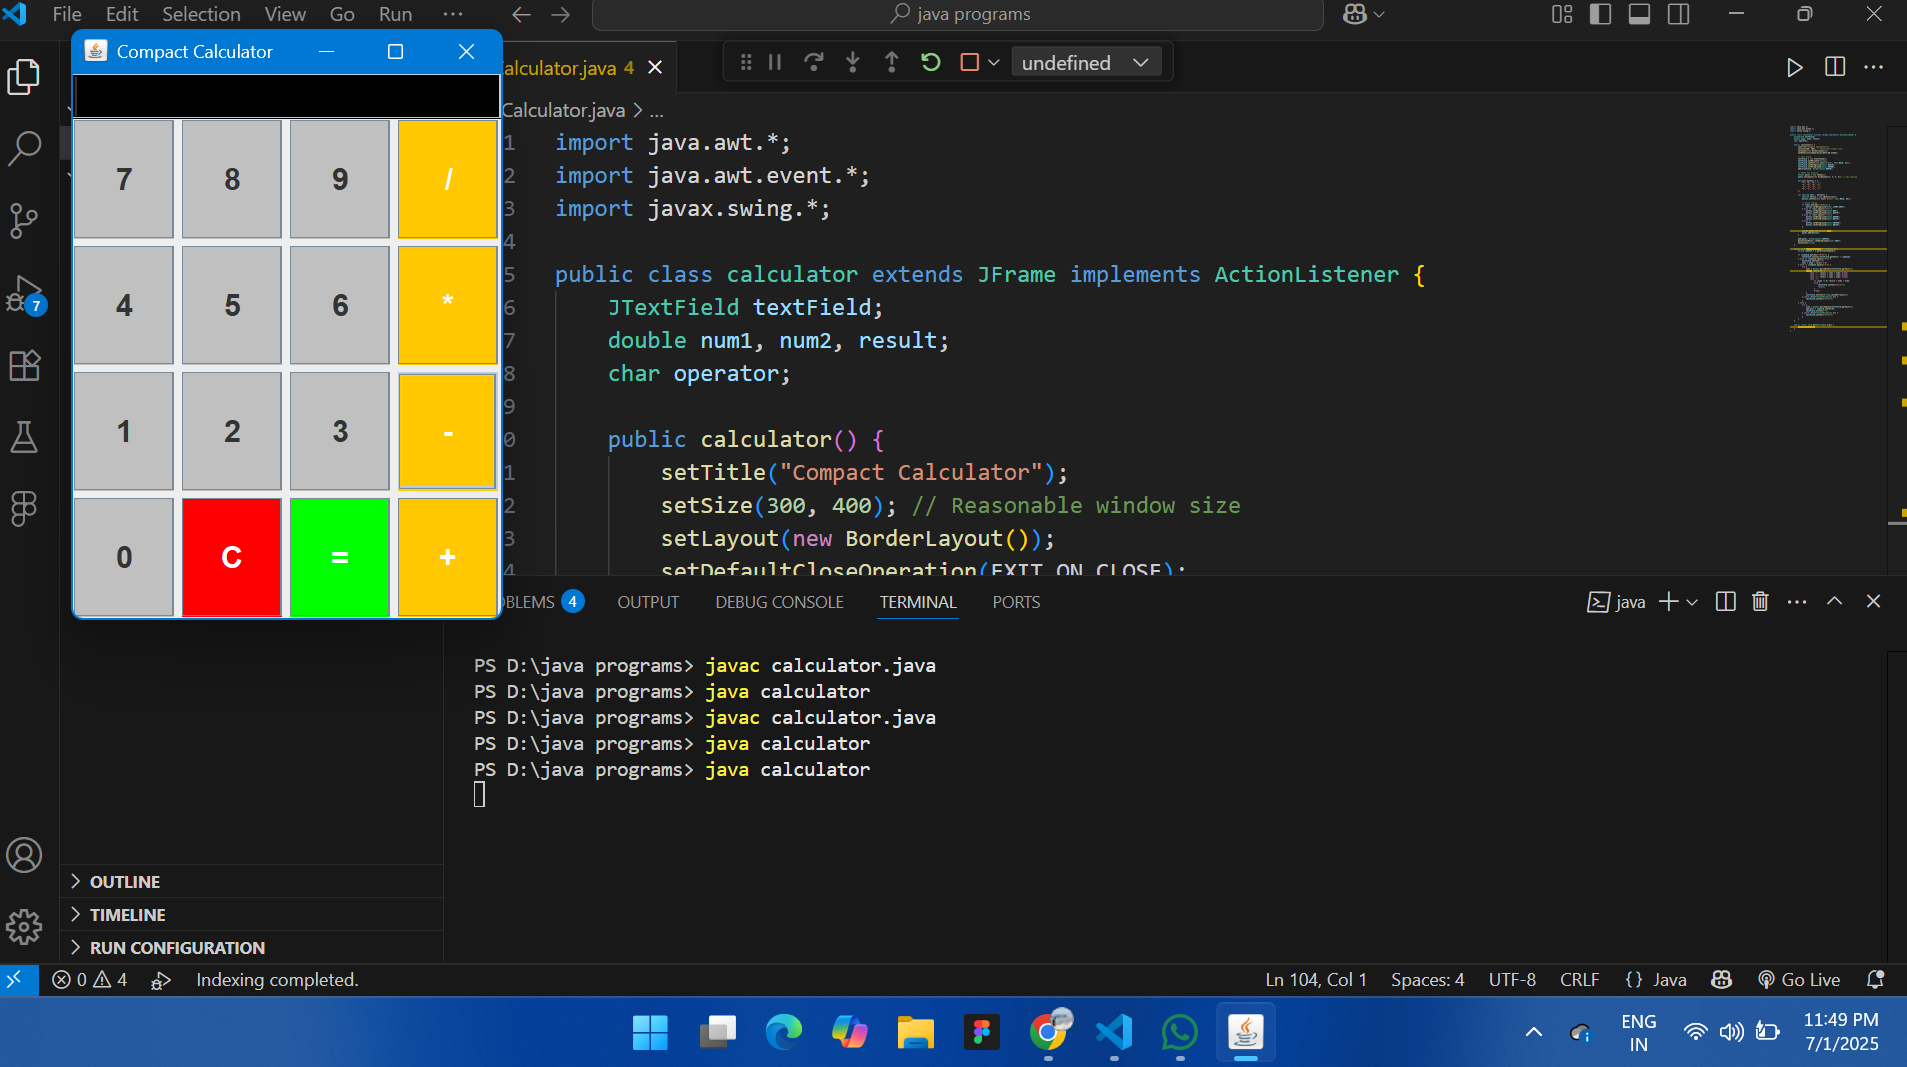 File Edit Selection View Go Run ···
java programs
Compact Calculator
alculator.java 4
undefined
Calculator.java > ...
7 8 9 /
4 5 6 *
1 2 3 -
0 C = +
1 import java.awt.*;
2 import java.awt.event.*;
3 import javax.swing.*;
4
5 public class calculator extends JFrame implements ActionListener {
6 JTextField textField;
7 double num1, num2, result;
8 char operator;
9
0 public calculator() {
1 setTitle("Compact Calculator");
2 setSize(300, 400); // Reasonable window size
3 setLayout(new BorderLayout());
4 setDefaultCloseOperation(EXIT_ON_CLOSE);
7
OBLEMS 4 OUTPUT DEBUG CONSOLE TERMINAL PORTS
java
PS D:\java programs> javac calculator.java
PS D:\java programs> java calculator
PS D:\java programs> javac calculator.java
PS D:\java programs> java calculator
PS D:\java programs> java calculator
OUTLINE
TIMELINE
RUN CONFIGURATION
0 4 Indexing completed.
Ln 104, Col 1 Spaces: 4 UTF-8 CRLF {} Java Go Live
ENG
IN
11:49 PM
7/1/2025